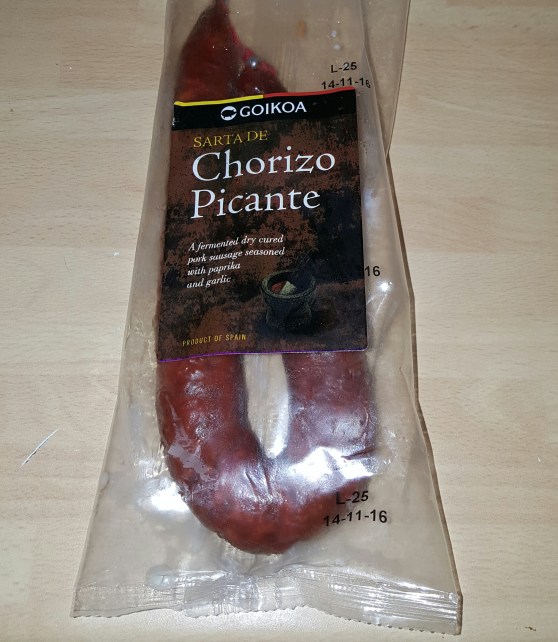 L-25
14-11-16
GOIKOA
SARTA DE
Chorizo
Picante
A fermented dry cured
pork sausage seasoned
with paprika
and garlic
16
PRODUCT OF SPAIN
L-25
14-11-16